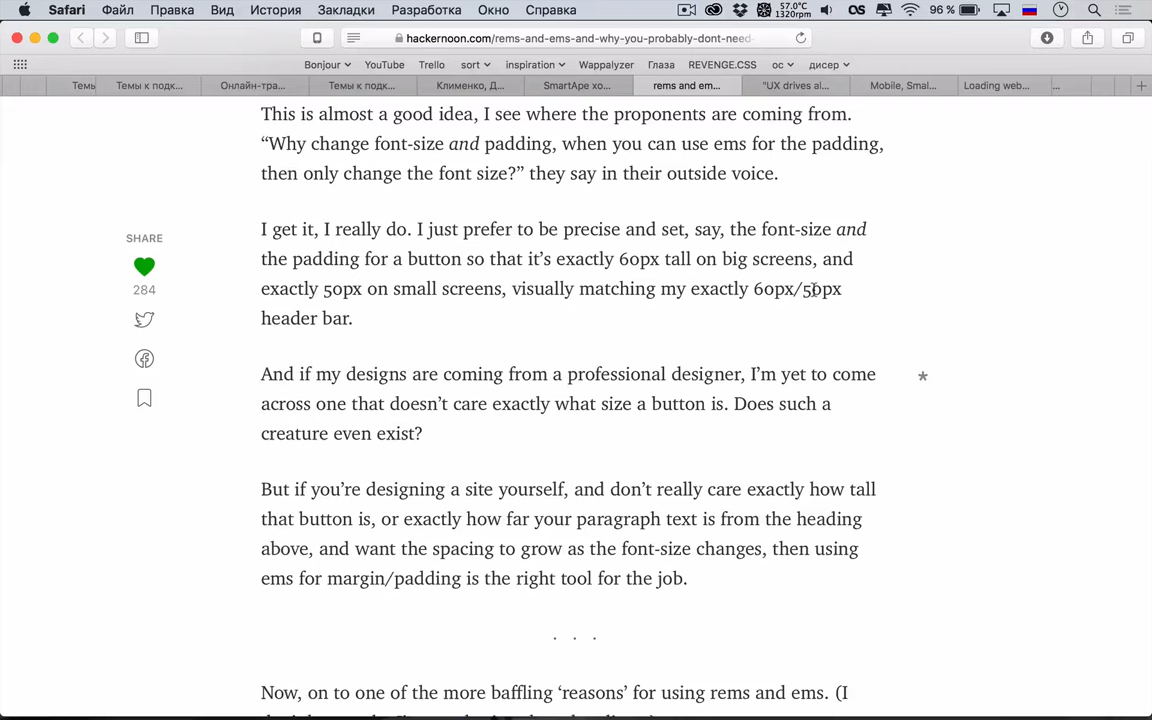 Safari Файл Правка Вид История Закладки Разработка Окно Справка 57.0°C 1320rpm 96 %
hackernoon.com/rems-and-ems-and-why-you-probably-dont-need-
Bonjour YouTube Trello sort inspiration Wappalyzer Глаза REVENGE.CSS ос дисер
Темы Темы к подк... Онлайн-тра... Темы к подк... Клименко, Д... SmartApe хо... rems and em... "UX drives al... Mobile, Smal... Loading web... ...
This is almost a good idea, I see where the proponents are coming from.
“Why change font-size and padding, when you can use ems for the padding,
then only change the font size?” they say in their outside voice.
I get it, I really do. I just prefer to be precise and set, say, the font-size and
the padding for a button so that it’s exactly 60px tall on big screens, and
exactly 50px on small screens, visually matching my exactly 60px/50px
header bar.
SHARE
284
And if my designs are coming from a professional designer, I’m yet to come
across one that doesn’t care exactly what size a button is. Does such a
creature even exist?
*
But if you’re designing a site yourself, and don’t really care exactly how tall
that button is, or exactly how far your paragraph text is from the heading
above, and want the spacing to grow as the font-size changes, then using
ems for margin/padding is the right tool for the job.
. . .
Now, on to one of the more baffling ‘reasons’ for using rems and ems. (I